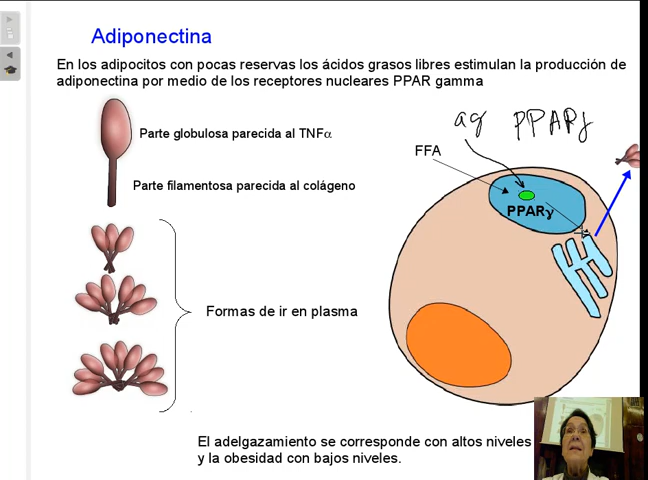 Adiponectina
En los adipocitos con pocas reservas los ácidos grasos libres estimulan la producción de
adiponectina por medio de los receptores nucleares PPAR gamma
ag PPARγ
Parte globulosa parecida al TNFα
FFA
Parte filamentosa parecida al colágeno
PPARγ
Formas de ir en plasma
El adelgazamiento se corresponde con altos niveles
y la obesidad con bajos niveles.